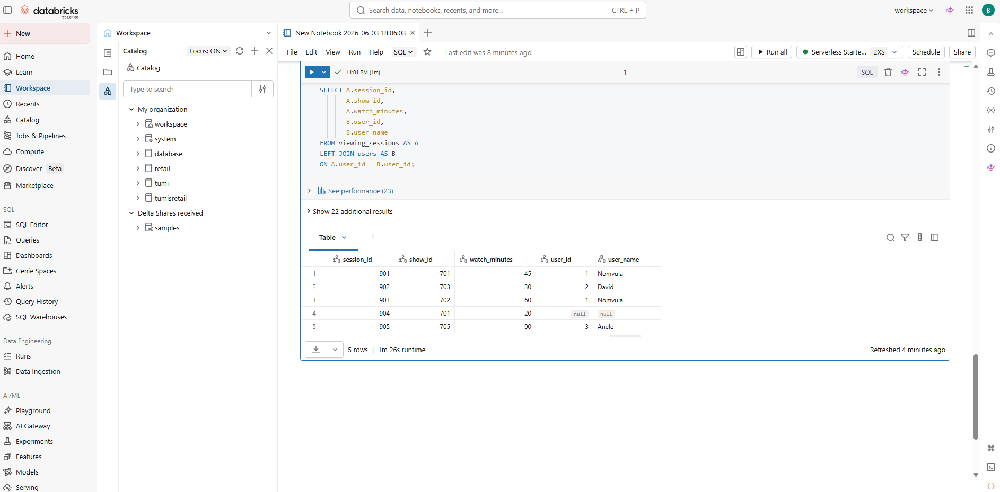 databricks
Free Edition
Search data, notebooks, recents, and more...
CTRL + P
workspace
B
New
Home
Learn
Workspace
Recents
Catalog
Jobs & Pipelines
Compute
Discover Beta
Marketplace
SQL
SQL Editor
Queries
Dashboards
Genie Spaces
Alerts
Query History
SQL Warehouses
Data Engineering
Runs
Data Ingestion
AI/ML
Playground
AI Gateway
Experiments
Features
Models
Serving
Workspace
Catalog
Focus: ON
Catalog
Type to search
My organization
workspace
system
database
retail
tumi
tumisretail
Delta Shares received
samples
New Notebook 2026-06-03 18:06:03
File Edit View Run Help SQL
Last edit was 8 minutes ago
Run all
Serverless Starte... 2XS
Schedule
Share
11:01 PM (1m)
1
SQL
SELECT A.session_id,
A.show_id,
A.watch_minutes,
B.user_id,
B.user_name
FROM viewing_sessions AS A
LEFT JOIN users AS B
ON A.user_id = B.user_id;
See performance (23)
Show 22 additional results
Table
session_id show_id watch_minutes user_id user_name
1 901 701 45 1 Nomvula
2 902 703 30 2 David
3 903 702 60 1 Nomvula
4 904 701 20 null null
5 905 705 90 3 Anele
5 rows | 1m 26s runtime
Refreshed 4 minutes ago